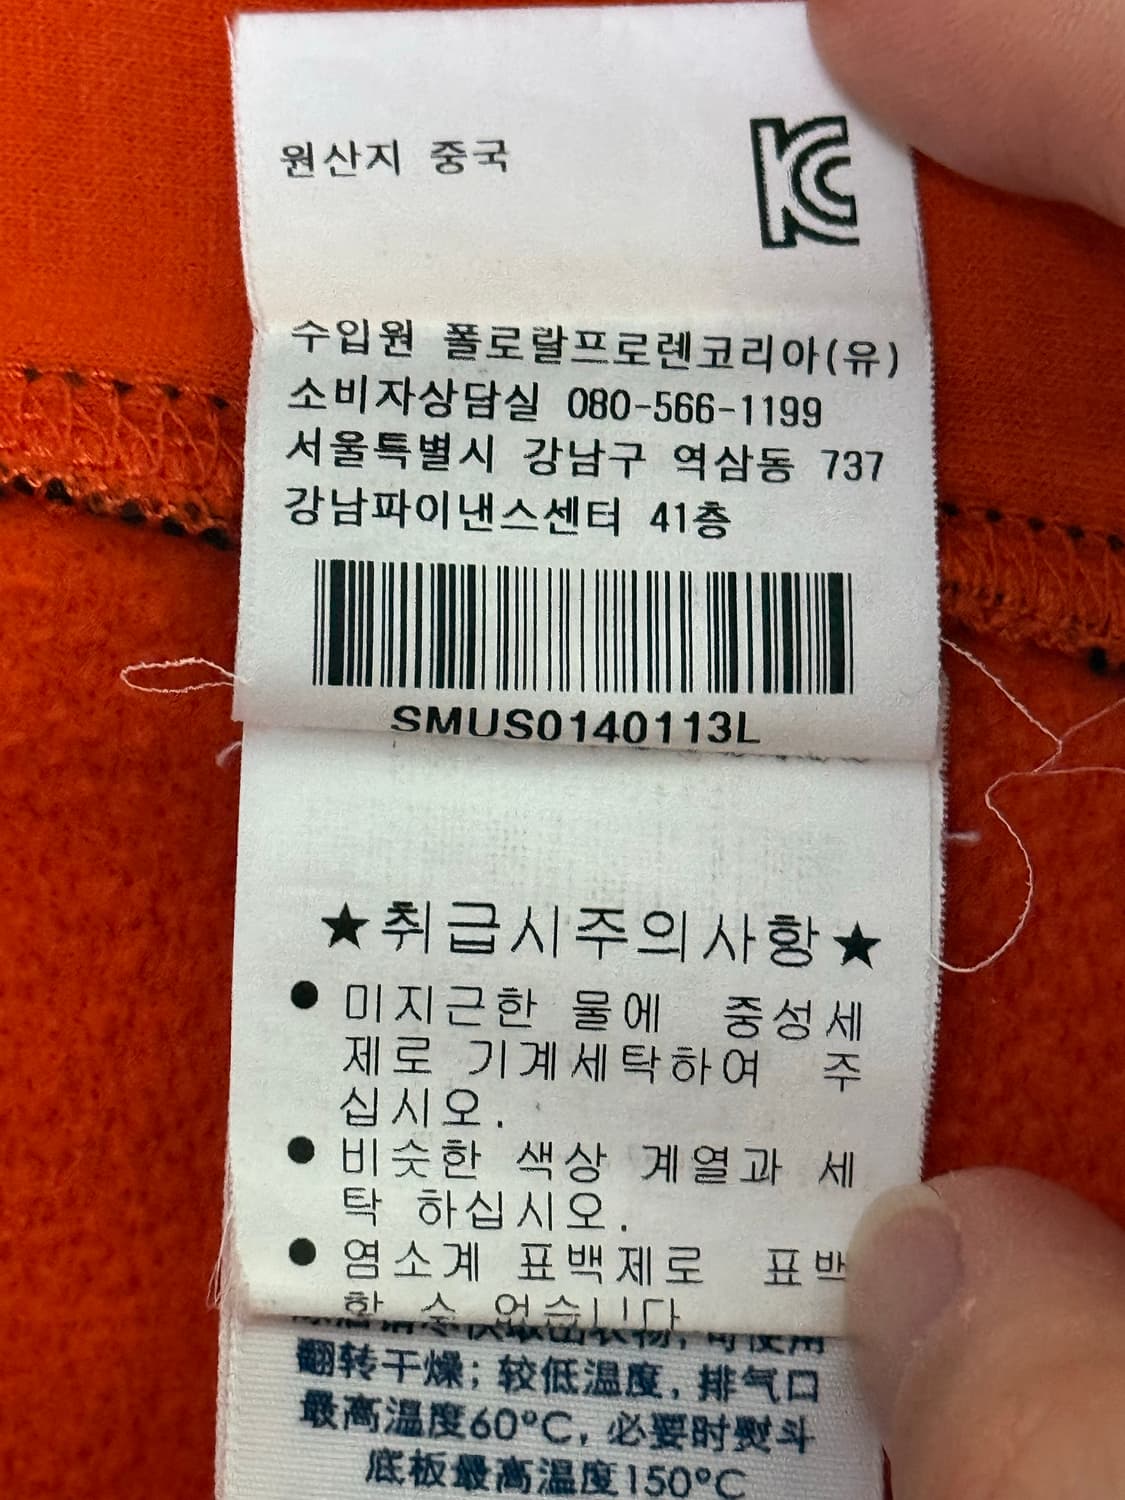 원산지 중국
KC
수입원 폴로랄프로렌코리아(유)
소비자상담실 080-566-1199
서울특별시 강남구 역삼동 737
강남파이낸스센터 41층
SMUS0140113L
★취급시주의사항★
● 미지근한 물에 중성세
제로 기계세탁하여 주
십시오.
● 비슷한 색상 계열과 세
탁 하십시오.
● 염소계 표백제로 표백
할 수 없습니다
翻转干燥; 较低温度, 排气口
最高温度60°C, 必要时熨斗
底板最高温度150°C